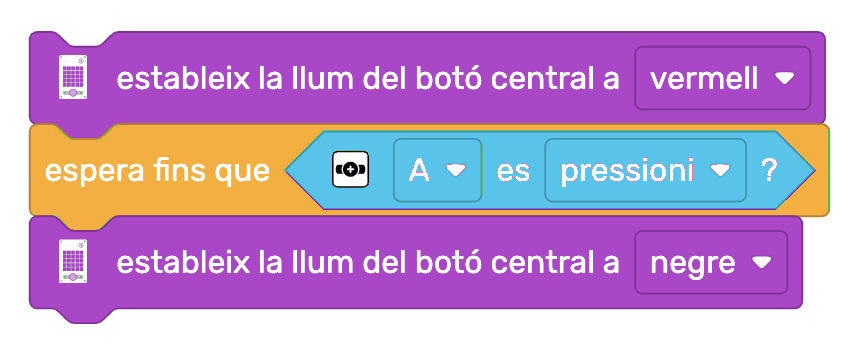 estableix la llum del botó central a vermell
espera fins que A es pressioni ?
estableix la llum del botó central a negre